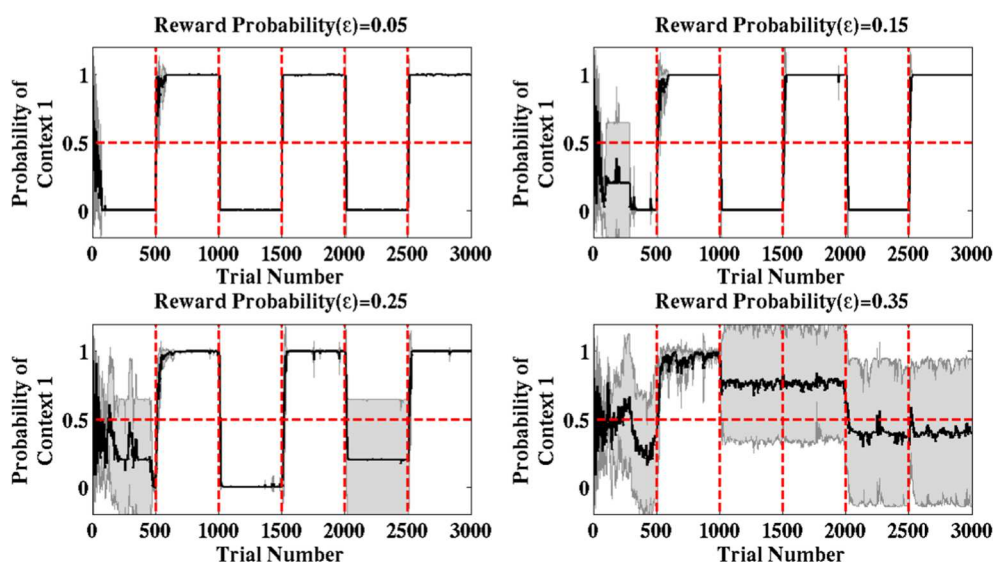 Reward Probability(ε)=0.05
Probability of
Context 1
1
0.5
0
0 500 1000 1500 2000 2500 3000
Trial Number
Reward Probability(ε)=0.15
Probability of
Context 1
1
0.5
0
0 500 1000 1500 2000 2500 3000
Trial Number
Reward Probability(ε)=0.25
Probability of
Context 1
1
0.5
0
0 500 1000 1500 2000 2500 3000
Trial Number
Reward Probability(ε)=0.35
Probability of
Context 1
1
0.5
0
0 500 1000 1500 2000 2500 3000
Trial Number